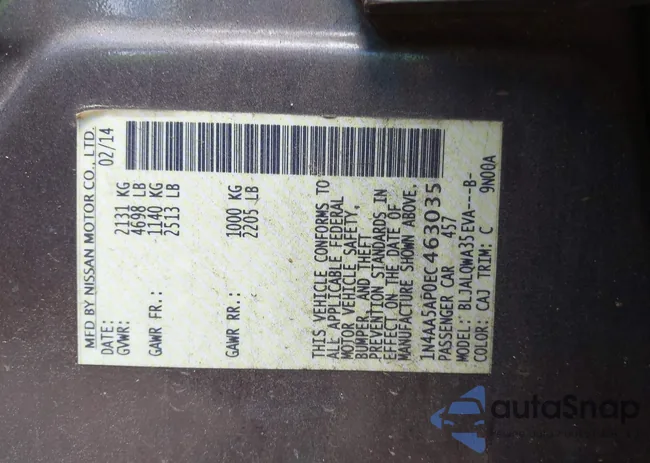 MFD BY NISSAN MOTOR CO., LTD.
DATE: 02/14
GVWR: 2131 KG
4698 LB
GAWR FR.: 1140 KG
2513 LB
GAWR RR.: 1000 KG
2205 LB
THIS VEHICLE CONFORMS TO
ALL APPLICABLE FEDERAL
MOTOR VEHICLE SAFETY,
BUMPER, AND THEFT
PREVENTION STANDARDS IN
EFFECT ON THE DATE OF
MANUFACTURE SHOWN ABOVE.
1N4AA5AP0EC463035
PASSENGER CAR 457
MODEL: BLJALQWA35EVA---B-
COLOR: CAJ TRIM: C 9N00A
autoSnap